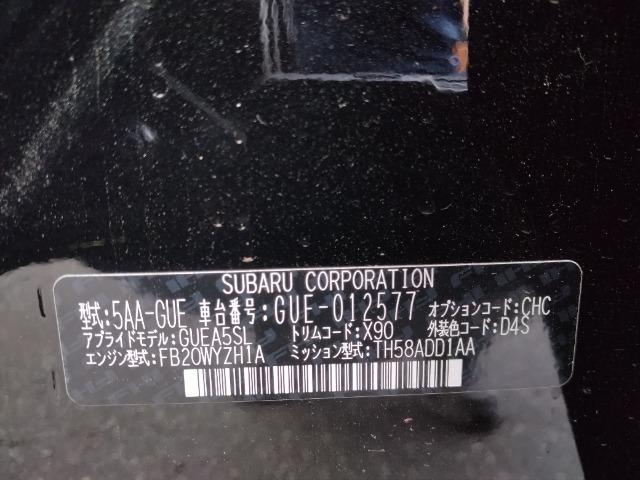 SUBARU CORPORATION
型式:5AA-GUE 車台番号:GUE-012577 オプションコード:CHC
アプライドモデル:GUEA5SL トリムコード:X90 外装色コード:D4S
エンジン型式:FB20WYZH1A ミッション型式:TH58ADD1AA